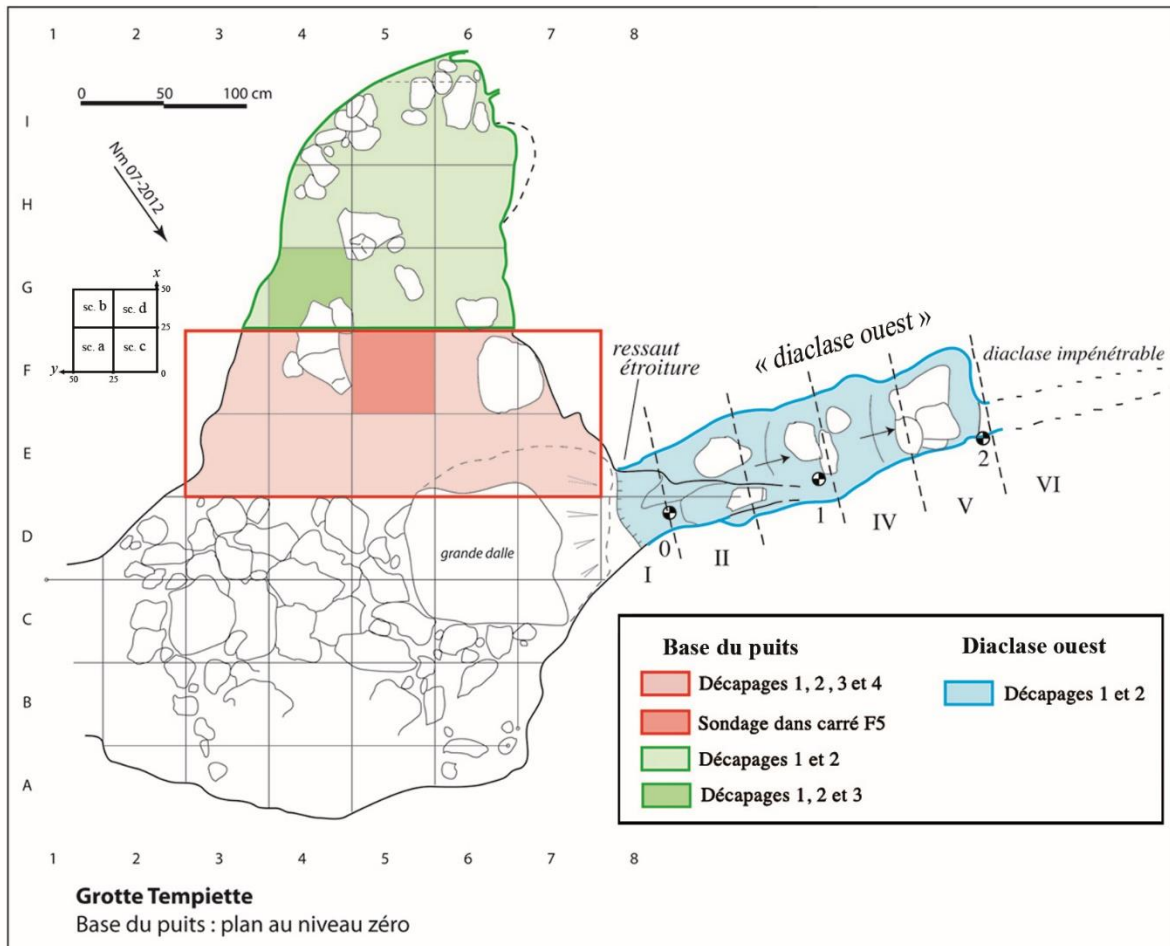 1 2 3 4 5 6 7 8
0 50 100 cm
I
Nm 07-2012
H
G
x
50
sc. b sc. d
25
sc. a sc. c
y
50 25 0
F
E
D
C
B
A
ressaut
étroiture
« diaclase ouest »
diaclase impénétrable
grande dalle
0 1 2
I II IV V VI
Base du puits
Décapages 1, 2 , 3 et 4
Sondage dans carré F5
Décapages 1 et 2
Décapages 1, 2 et 3
Diaclase ouest
Décapages 1 et 2
1 2 3 4 5 6 7 8
Grotte Tempiette
Base du puits : plan au niveau zéro